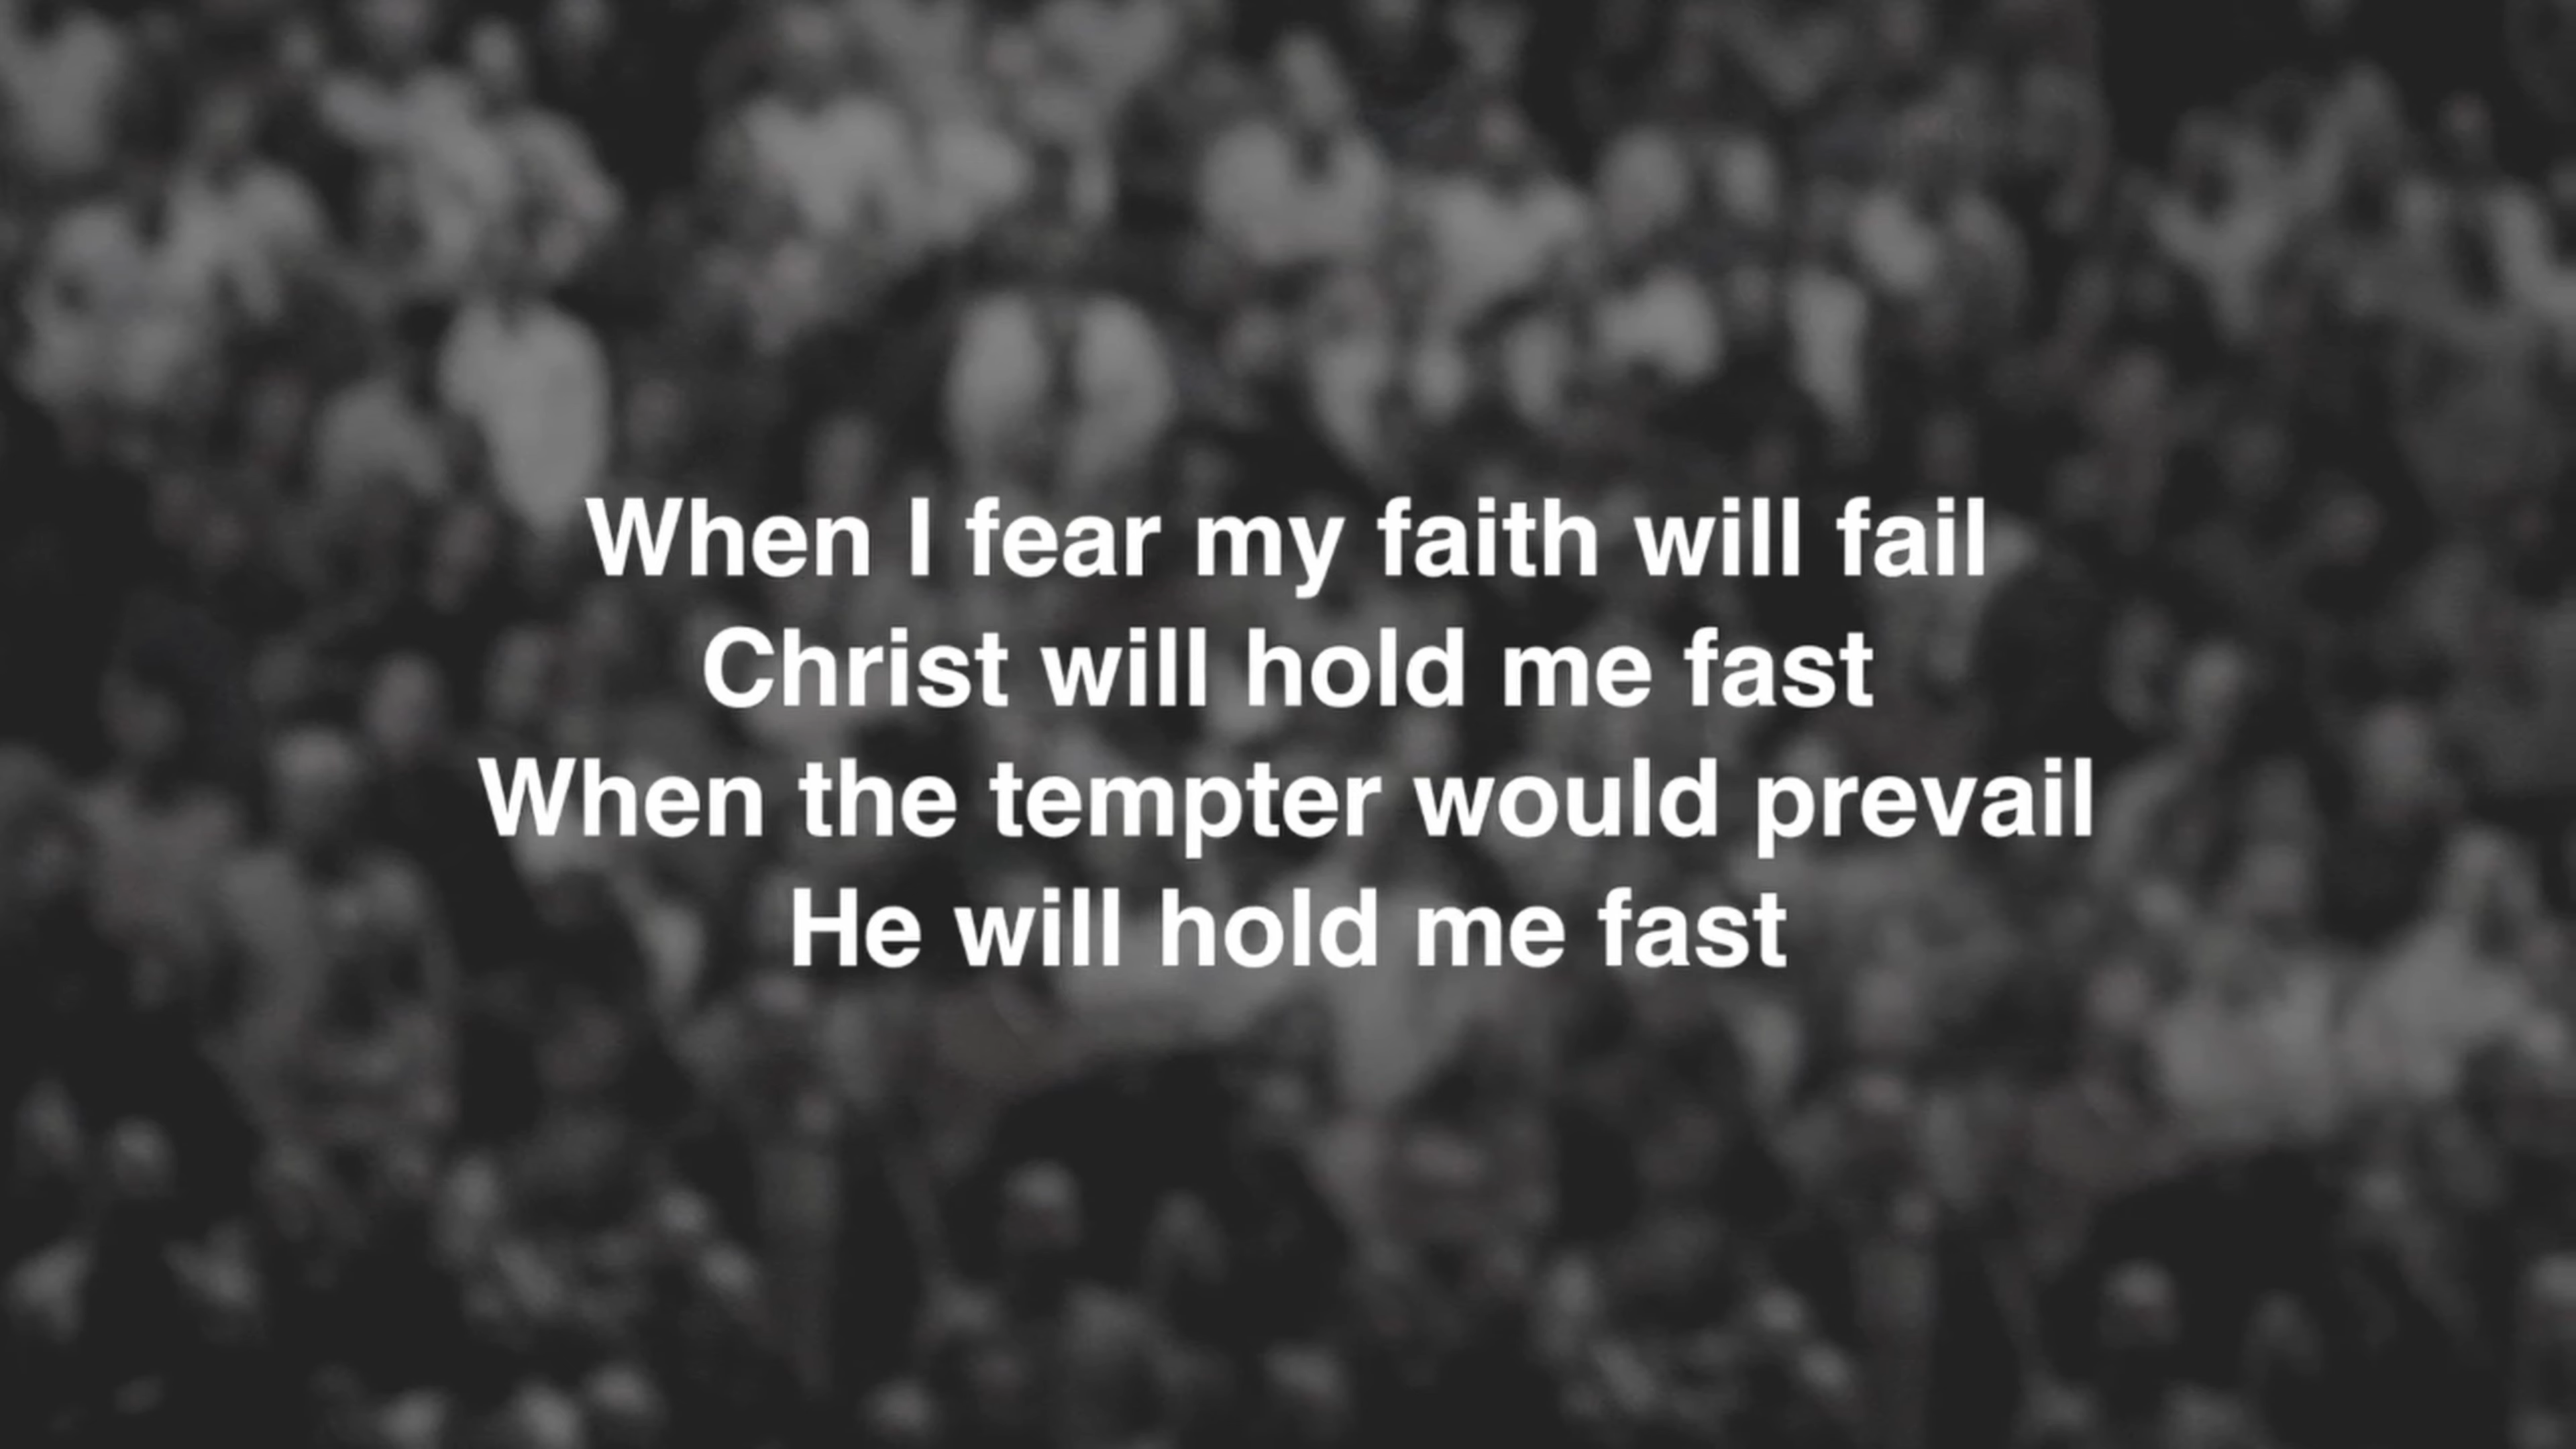 When I fear my faith will fail
Christ will hold me fast
When the tempter would prevail
He will hold me fast